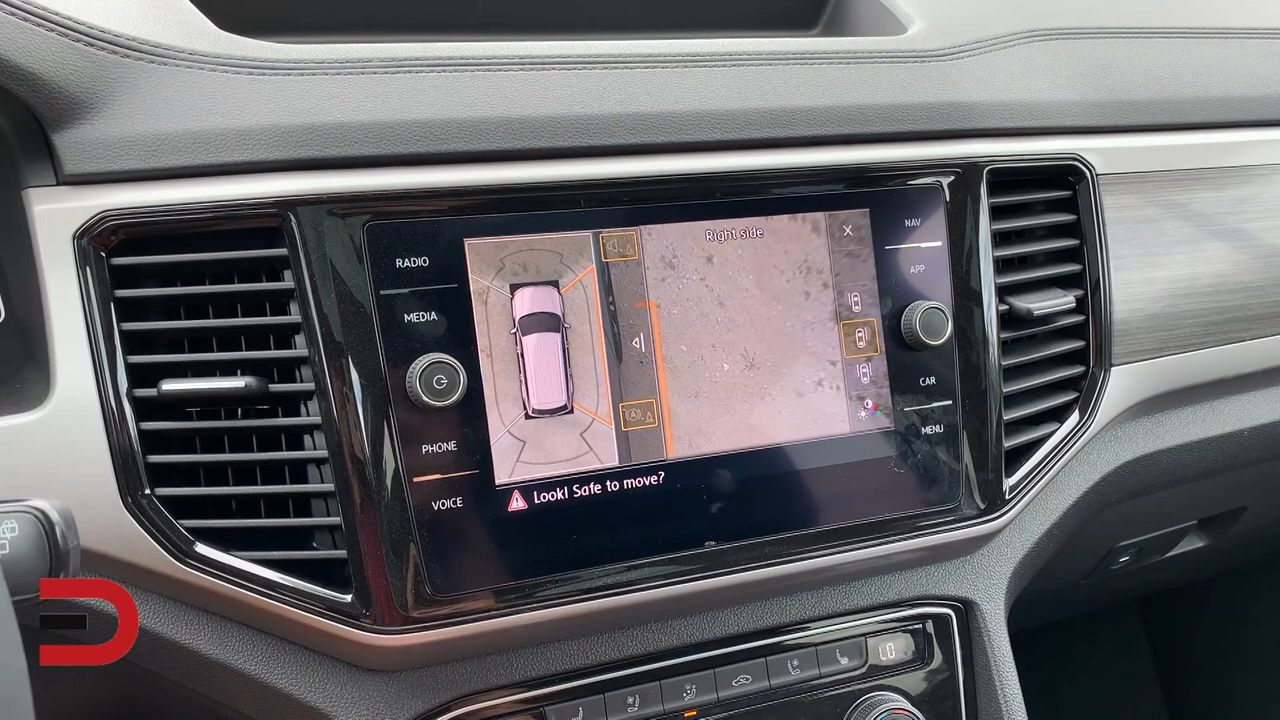 RADIO
MEDIA
PHONE
VOICE
Right side
NAV
APP
CAR
MENU
Look! Safe to move?
LO